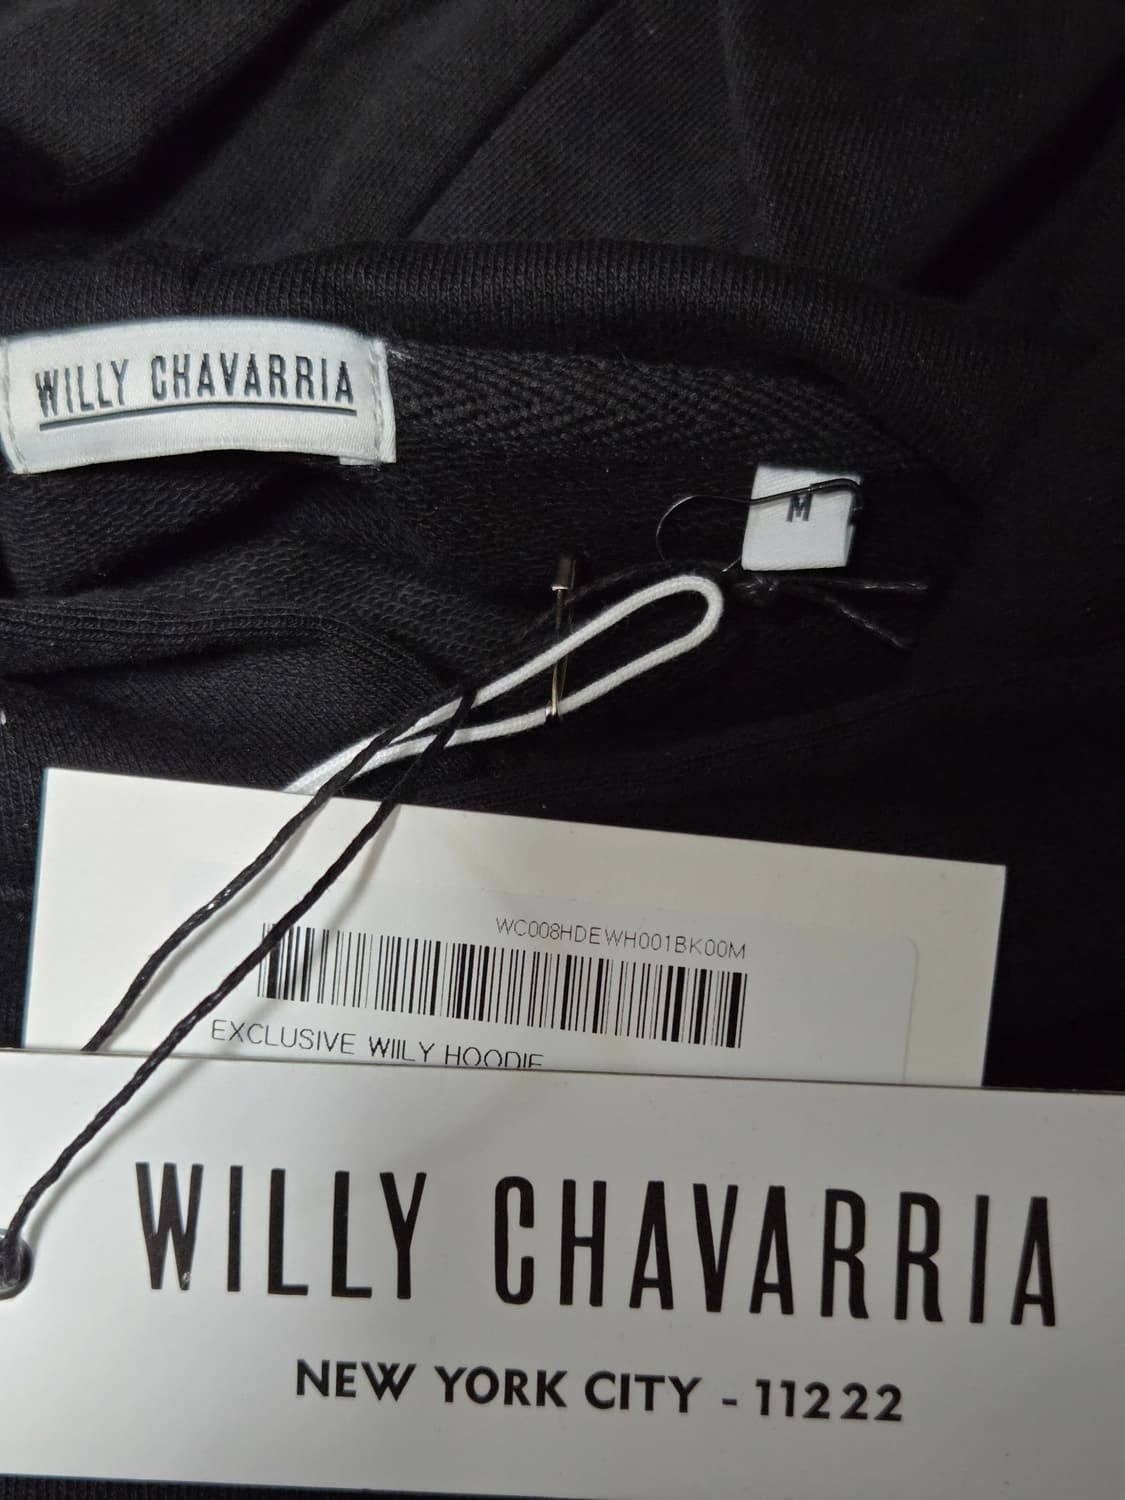 WILLY CHAVARRIA
M
WC008HDEWH001BK00M
EXCLUSIVE WIILY HOODIE
WILLY CHAVARRIA
NEW YORK CITY - 11222